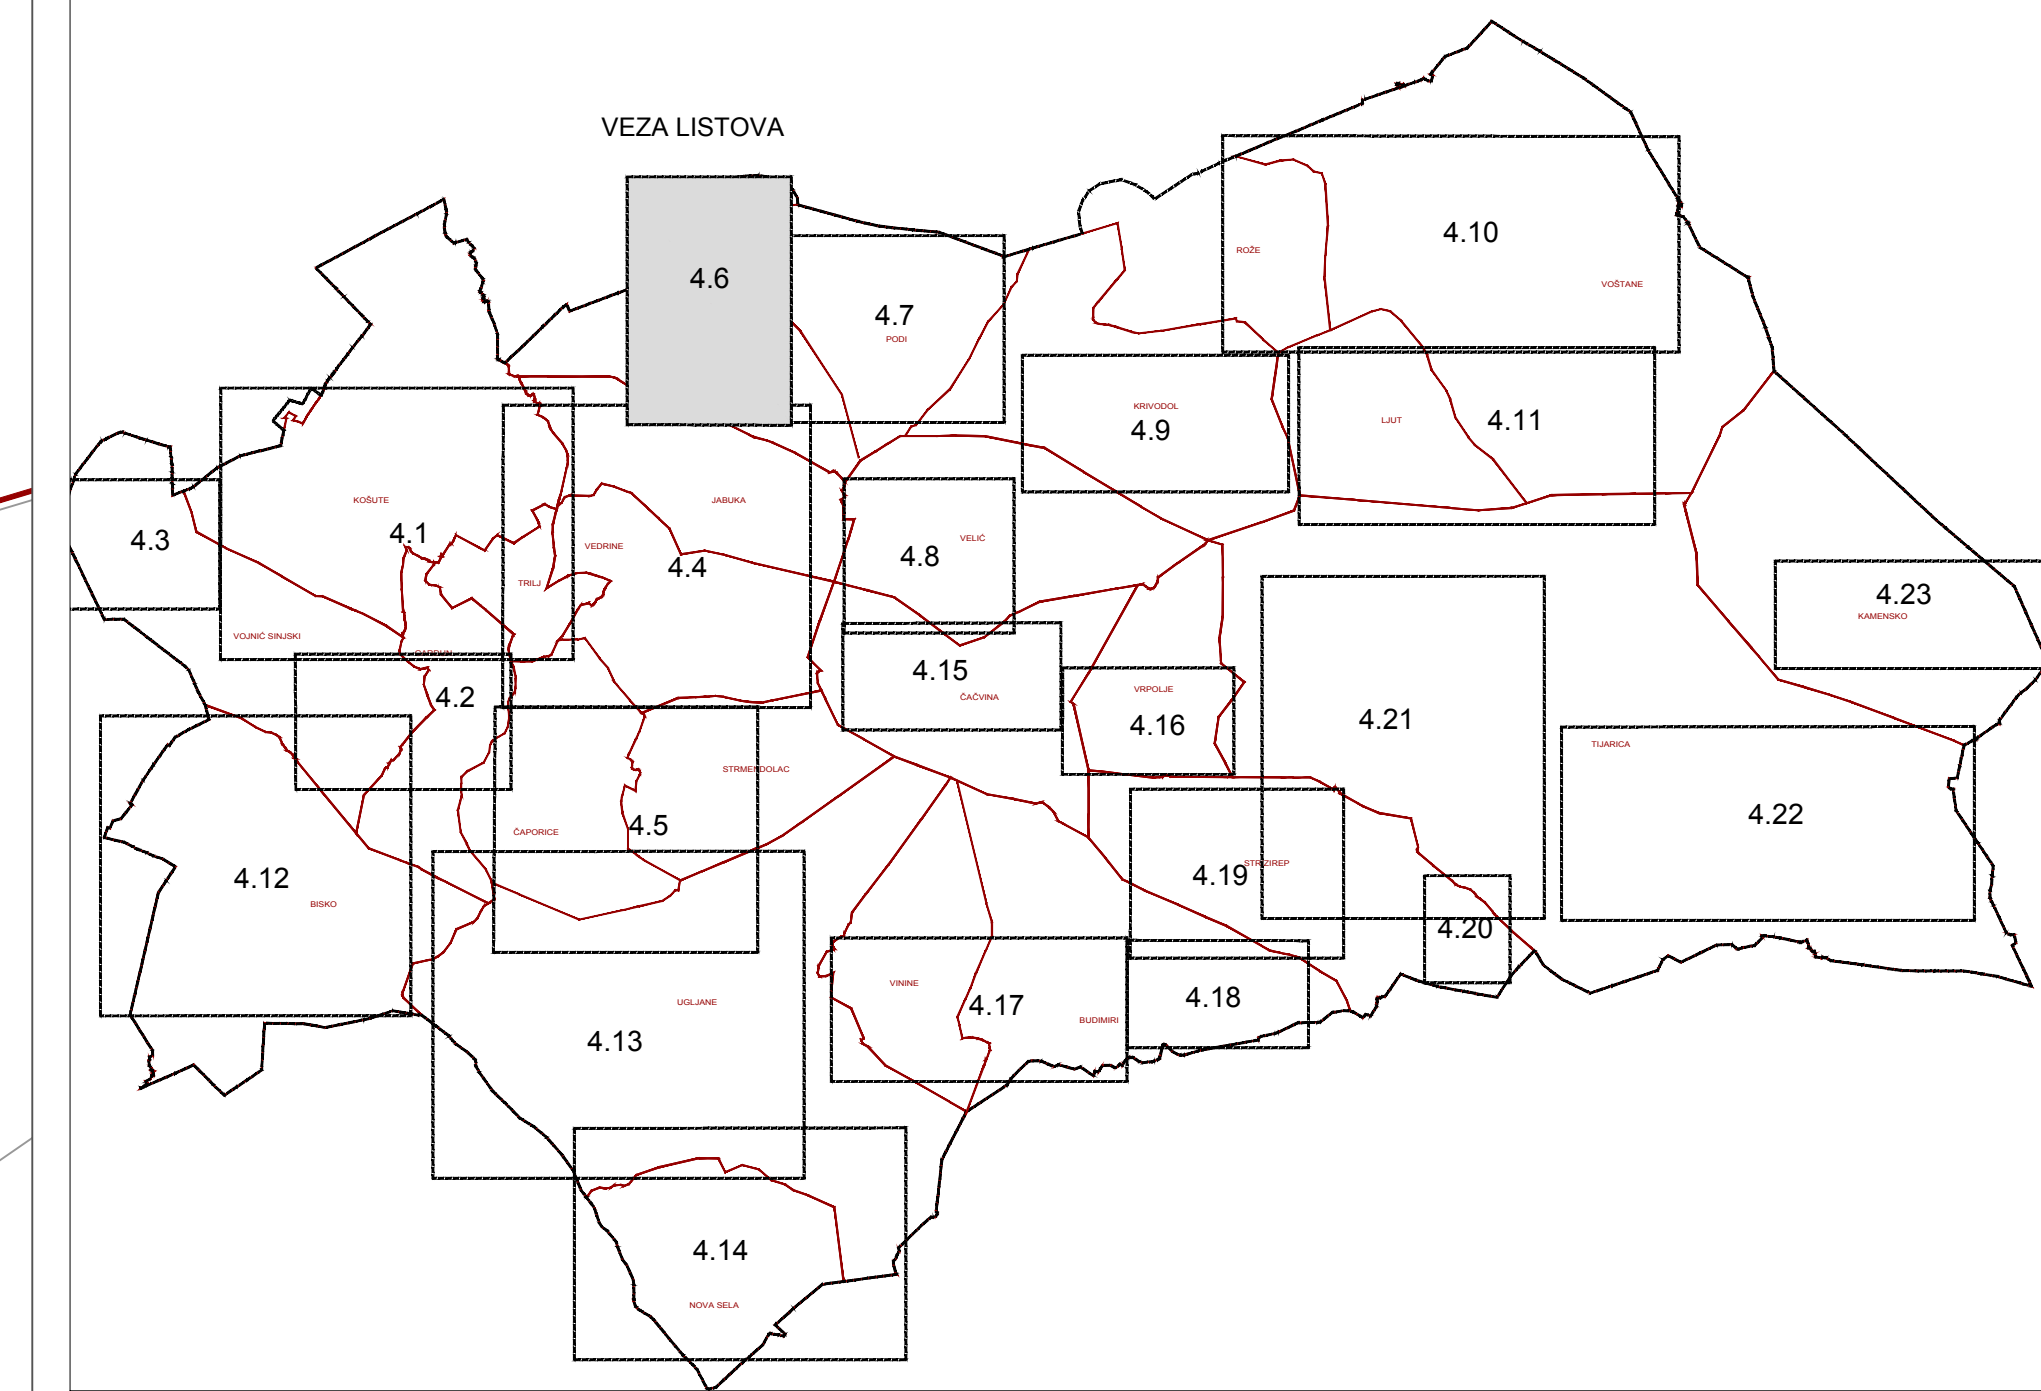 VEZA LISTOVA
4.10
ROŽE
4.6
VOŠTANE
4.7
PODI
KRIVODOL
4.9
LJUT
4.11
KOŠUTE
JABUKA
4.1
4.3
VEDRINE
VELIĆ
4.8
4.4
TRILJ
4.23
KAMENSKO
VOJNIĆ SINJSKI
GARDUN
4.15
4.2
ČAČVINA
VRPOLJE
4.16
4.21
TIJARICA
STRMENDOLAC
4.22
4.5
ČAPORICE
STRIZIREP
4.19
4.12
BISKO
4.20
VININE
UGLJANE
4.17
4.18
BUDIMIRI
4.13
4.14
NOVA SELA